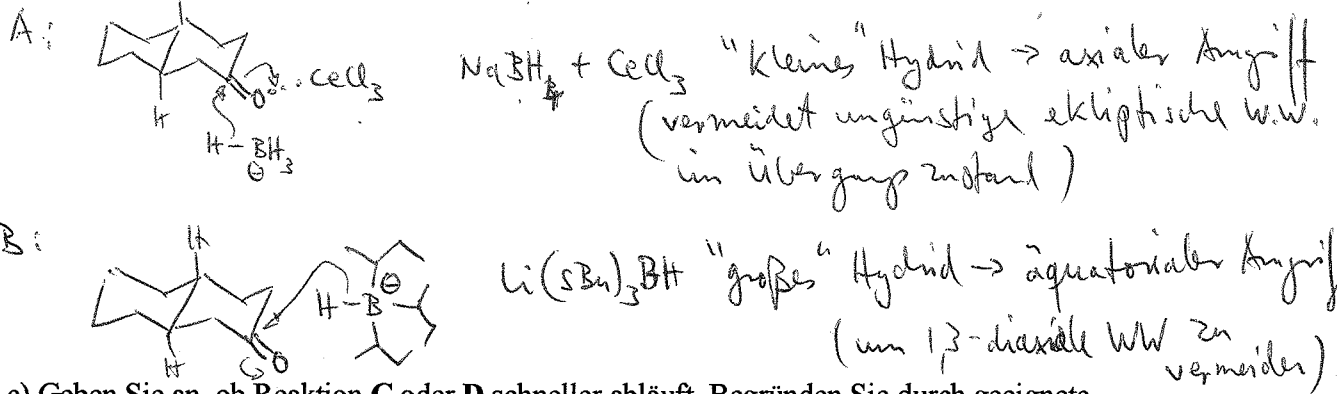 A:
CeCl3
NaBH4 + CeCl3 "kleines" Hydrid → axialer Angriff
(vermeidet ungünstige ekliptische W.W.
im Übergangszustand)
O
H
H-BH3
⊖
B:
H
⊖
H-B
Li(sBu)3BH "großes" Hydrid → äquatorialer Angriff
O
H
(um 1,3-diaxiale WW zu
vermeiden)
e) Geben Sie an, ob Reaktion C oder D schneller abläuft. Begründen Sie durch geeignete